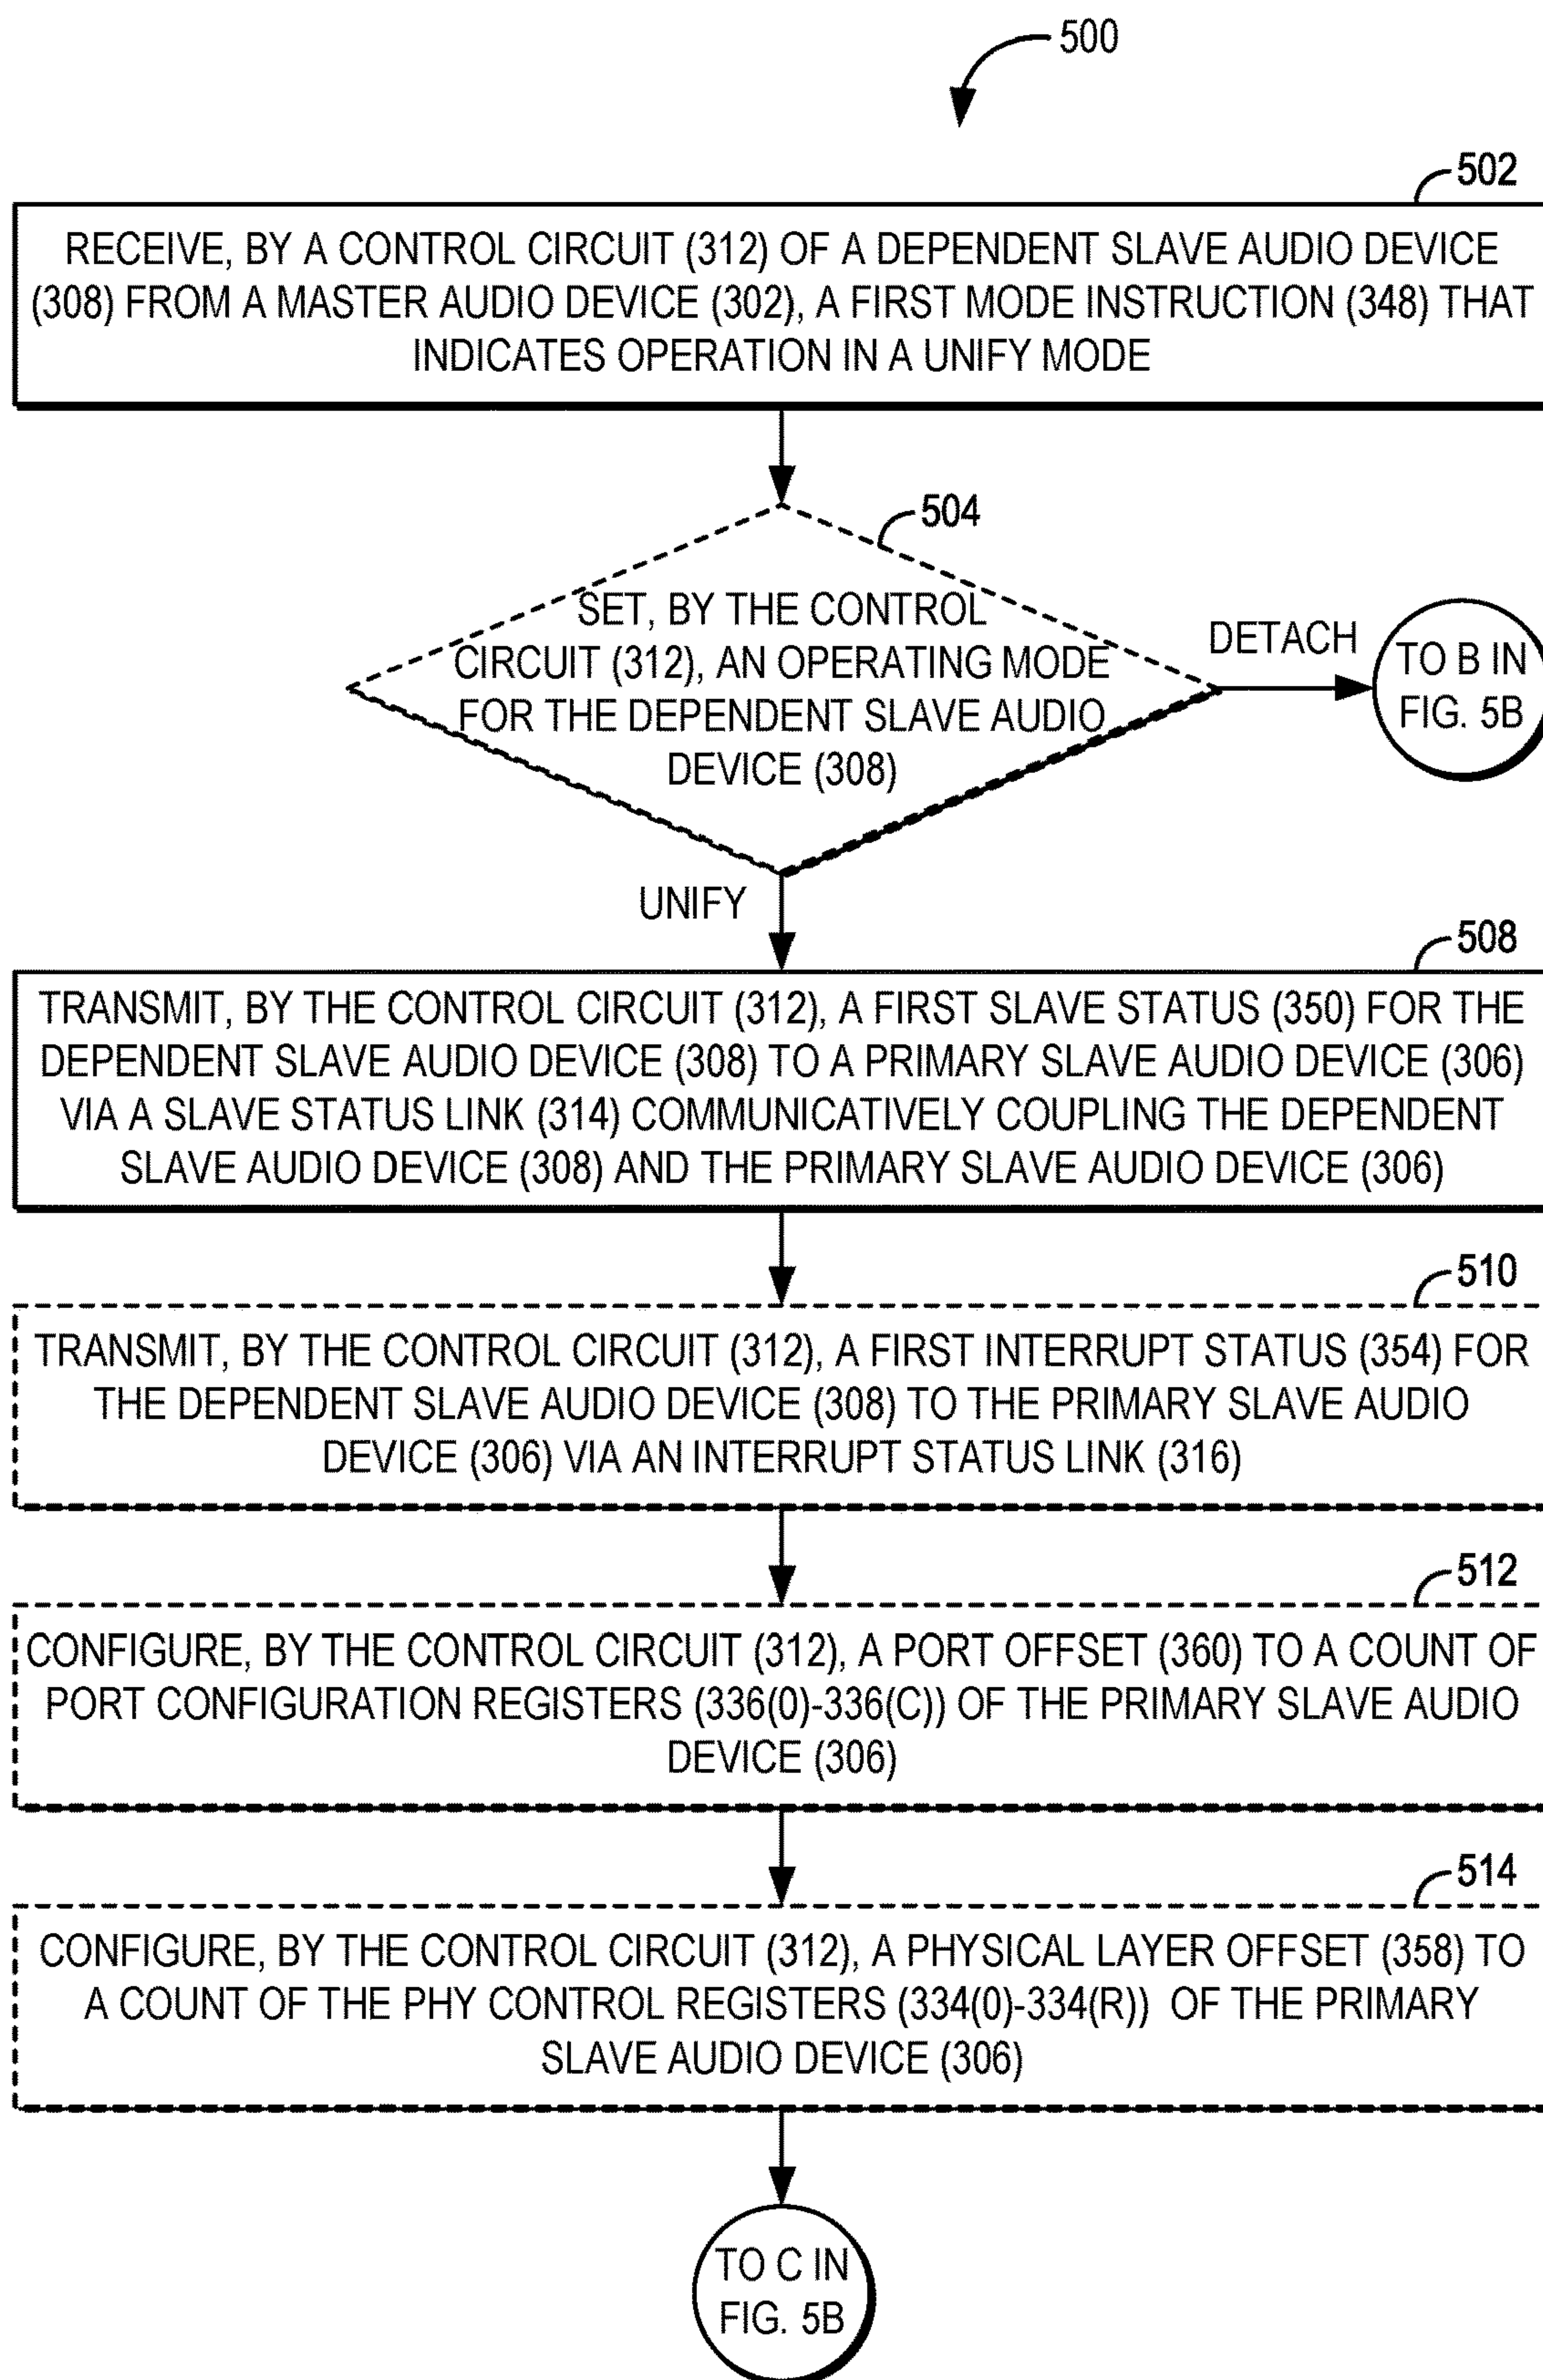 500
502
RECEIVE, BY A CONTROL CIRCUIT (312) OF A DEPENDENT SLAVE AUDIO DEVICE
(308) FROM A MASTER AUDIO DEVICE (302), A FIRST MODE INSTRUCTION (348) THAT
INDICATES OPERATION IN A UNIFY MODE
504
SET, BY THE CONTROL
CIRCUIT (312), AN OPERATING MODE
FOR THE DEPENDENT SLAVE AUDIO
DEVICE (308)
DETACH
TO B IN
FIG. 5B
UNIFY
508
TRANSMIT, BY THE CONTROL CIRCUIT (312), A FIRST SLAVE STATUS (350) FOR THE
DEPENDENT SLAVE AUDIO DEVICE (308) TO A PRIMARY SLAVE AUDIO DEVICE (306)
VIA A SLAVE STATUS LINK (314) COMMUNICATIVELY COUPLING THE DEPENDENT
SLAVE AUDIO DEVICE (308) AND THE PRIMARY SLAVE AUDIO DEVICE (306)
510
TRANSMIT, BY THE CONTROL CIRCUIT (312), A FIRST INTERRUPT STATUS (354) FOR
THE DEPENDENT SLAVE AUDIO DEVICE (308) TO THE PRIMARY SLAVE AUDIO
DEVICE (306) VIA AN INTERRUPT STATUS LINK (316)
512
CONFIGURE, BY THE CONTROL CIRCUIT (312), A PORT OFFSET (360) TO A COUNT OF
PORT CONFIGURATION REGISTERS (336(0)-336(C)) OF THE PRIMARY SLAVE AUDIO
DEVICE (306)
514
CONFIGURE, BY THE CONTROL CIRCUIT (312), A PHYSICAL LAYER OFFSET (358) TO
A COUNT OF THE PHY CONTROL REGISTERS (334(0)-334(R)) OF THE PRIMARY
SLAVE AUDIO DEVICE (306)
TO C IN
FIG. 5B